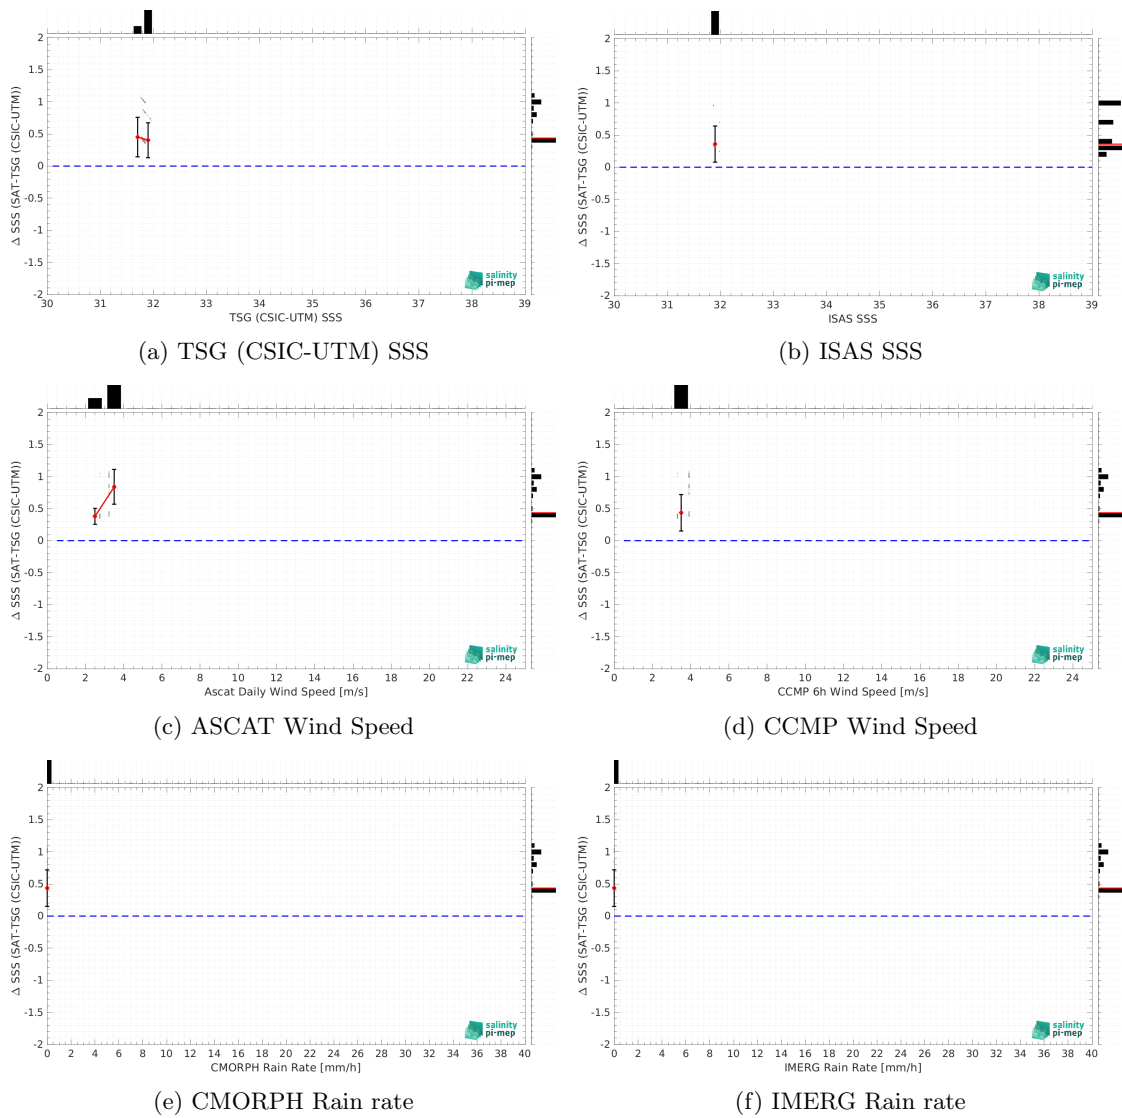 2
1.5
1
0.5
0
-0.5
-1
-1.5
-2
Δ SSS (SAT-TSG (CSIC-UTM))
30 31 32 33 34 35 36 37 38 39
TSG (CSIC-UTM) SSS
salinity
pi-mep
(a) TSG (CSIC-UTM) SSS
2
1.5
1
0.5
0
-0.5
-1
-1.5
-2
Δ SSS (SAT-TSG (CSIC-UTM))
30 31 32 33 34 35 36 37 38 39
ISAS SSS
salinity
pi-mep
(b) ISAS SSS
2
1.5
1
0.5
0
-0.5
-1
-1.5
-2
Δ SSS (SAT-TSG (CSIC-UTM))
0 2 4 6 8 10 12 14 16 18 20 22 24
Ascat Daily Wind Speed [m/s]
salinity
pi-mep
(c) ASCAT Wind Speed
2
1.5
1
0.5
0
-0.5
-1
-1.5
-2
Δ SSS (SAT-TSG (CSIC-UTM))
0 2 4 6 8 10 12 14 16 18 20 22 24
CCMP 6h Wind Speed [m/s]
salinity
pi-mep
(d) CCMP Wind Speed
2
1.5
1
0.5
0
-0.5
-1
-1.5
-2
Δ SSS (SAT-TSG (CSIC-UTM))
0 2 4 6 8 10 12 14 16 18 20 22 24 26 28 30 32 34 36 38 40
CMORPH Rain Rate [mm/h]
salinity
pi-mep
(e) CMORPH Rain rate
2
1.5
1
0.5
0
-0.5
-1
-1.5
-2
Δ SSS (SAT-TSG (CSIC-UTM))
0 2 4 6 8 10 12 14 16 18 20 22 24 26 28 30 32 34 36 38 40
IMERG Rain Rate [mm/h]
salinity
pi-mep
(f) IMERG Rain rate